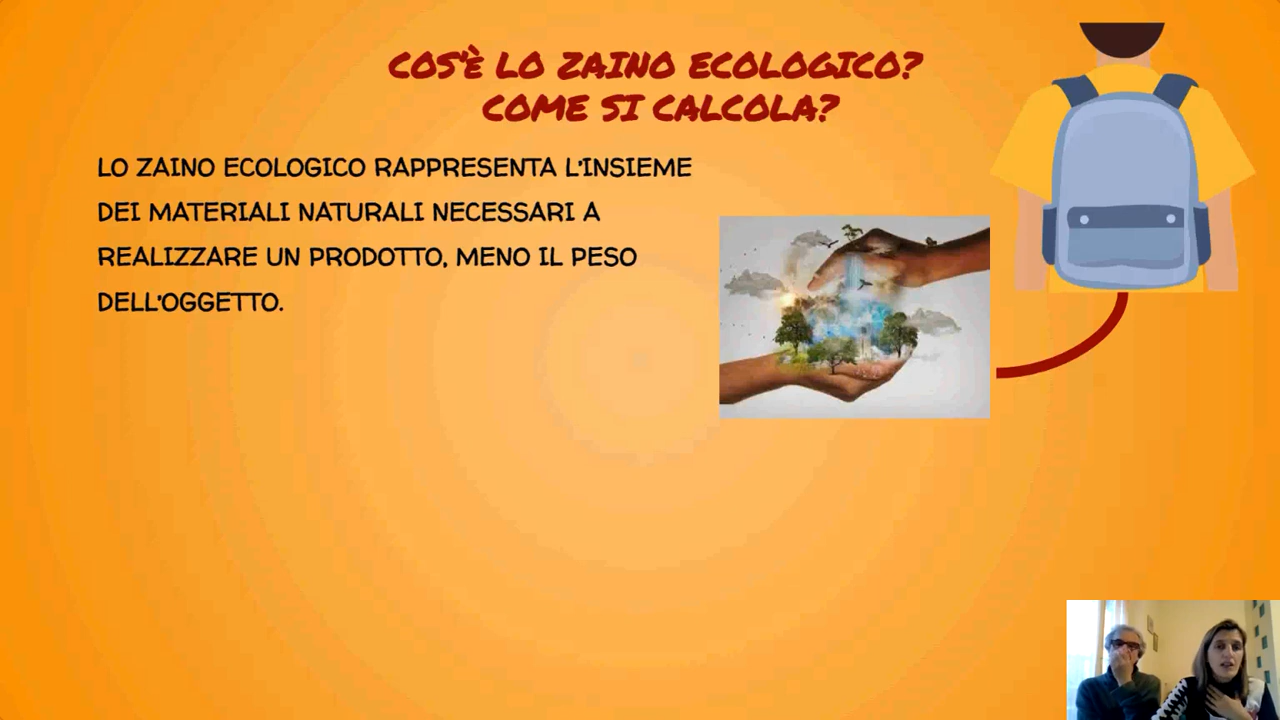 COS'È LO ZAINO ECOLOGICO?
COME SI CALCOLA?
LO ZAINO ECOLOGICO RAPPRESENTA L'INSIEME
DEI MATERIALI NATURALI NECESSARI A
REALIZZARE UN PRODOTTO, MENO IL PESO
DELL'OGGETTO.